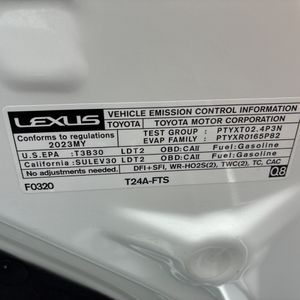 LEXUS
VEHICLE EMISSION CONTROL INFORMATION
TOYOTA
TOYOTA MOTOR CORPORATION
Conforms to regulations
2023MY
TEST GROUP : PTYXT02.4P3N
EVAP FAMILY : PTYXR0165P82
U.S.EPA :T3B30 LDT2 OBD:CAII Fuel:Gasoline
California:SULEV30 LDT2 OBD:CAII Fuel:Gasoline
No adjustments needed.
DFI+SFI, WR-HO2S(2), TWC(2), TC, CAC
Q8
F0320
T24A-FTS